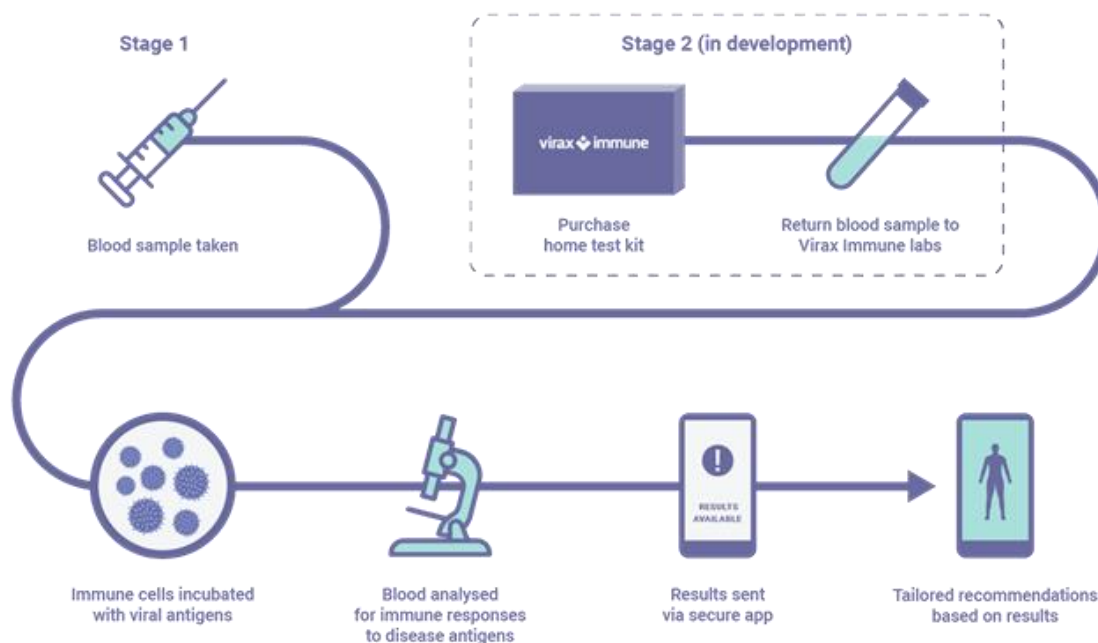 Stage 1
Stage 2 (in development)
virax immune
Blood sample taken
Purchase
home test kit
Return blood sample to
Virax Immune labs
RESULTS
AVAILABLE
Immune cells incubated
with viral antigens
Blood analysed
for immune responses
to disease antigens
Results sent
via secure app
Tailored recommendations
based on results